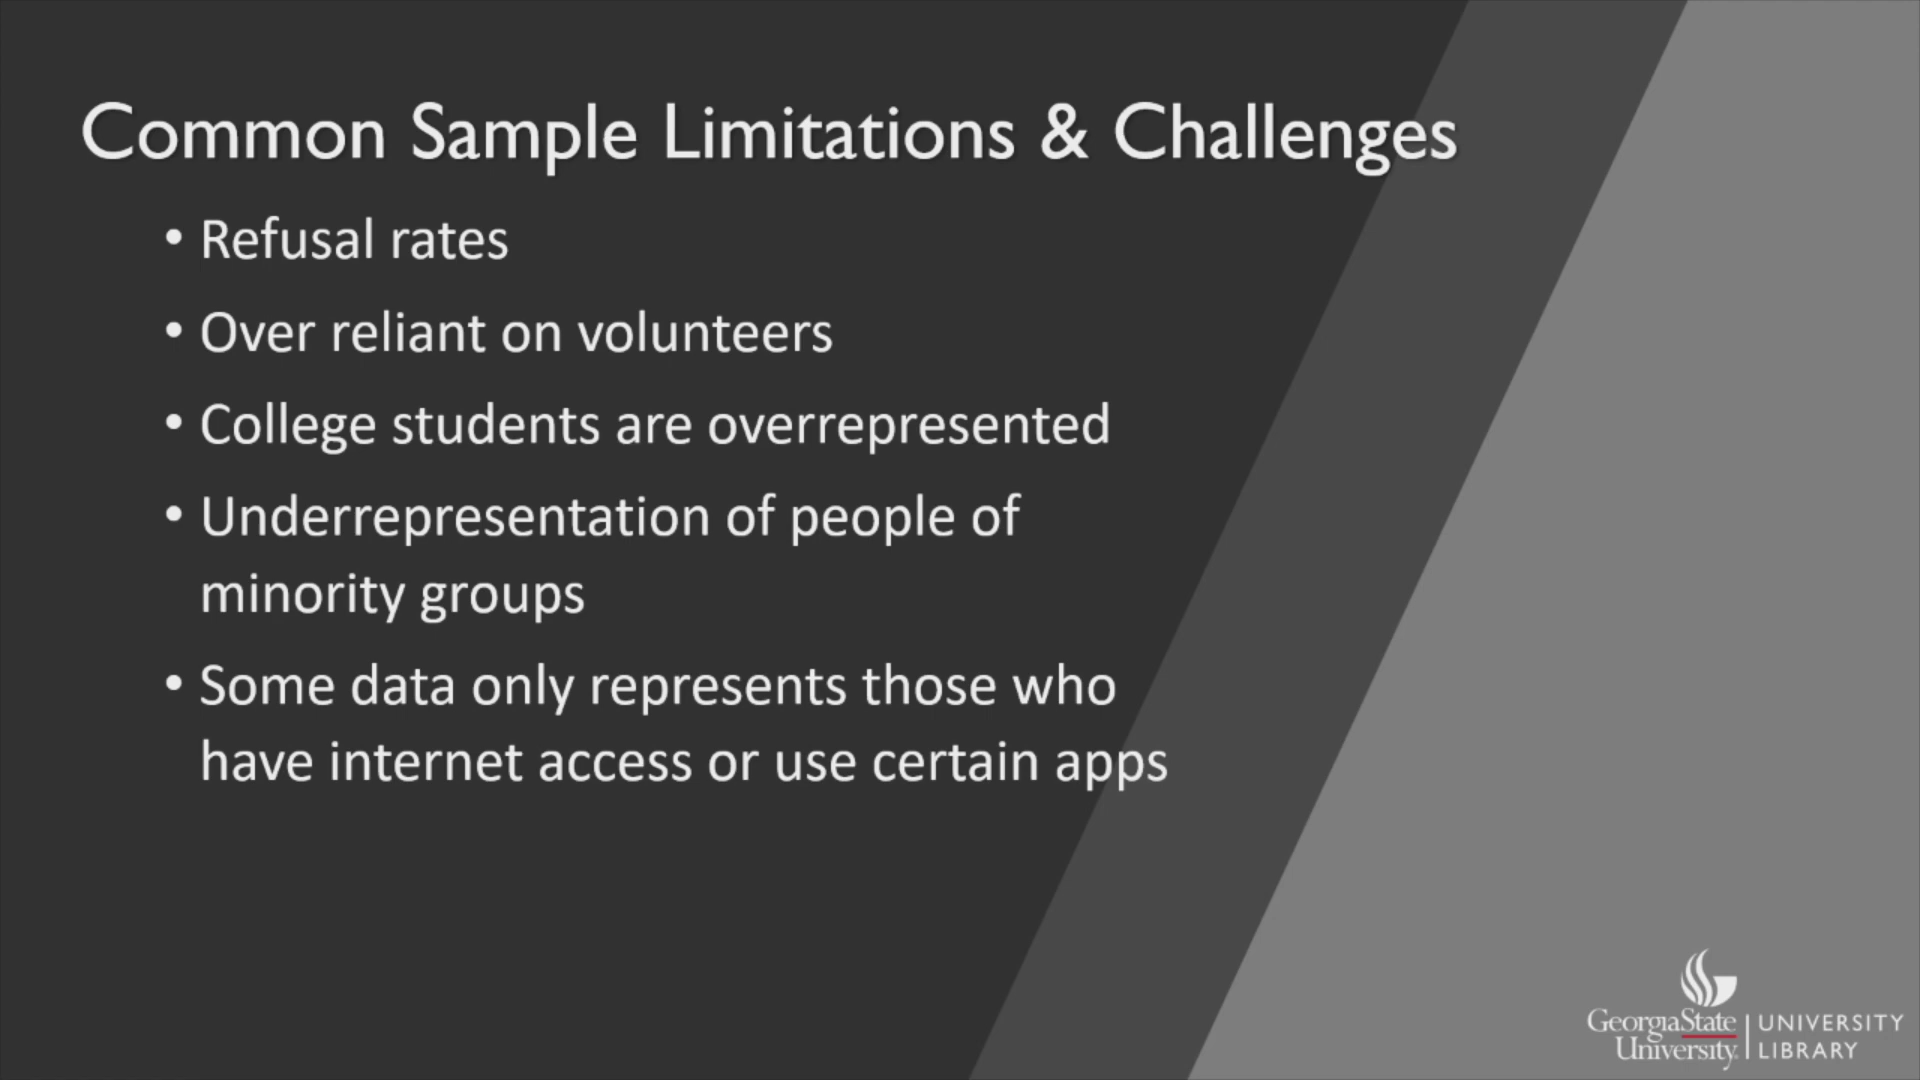 Common Sample Limitations & Challenges
• Refusal rates
• Over reliant on volunteers
• College students are overrepresented
• Underrepresentation of people of
minority groups
• Some data only represents those who
have internet access or use certain apps
GeorgiaState
University
UNIVERSITY
LIBRARY